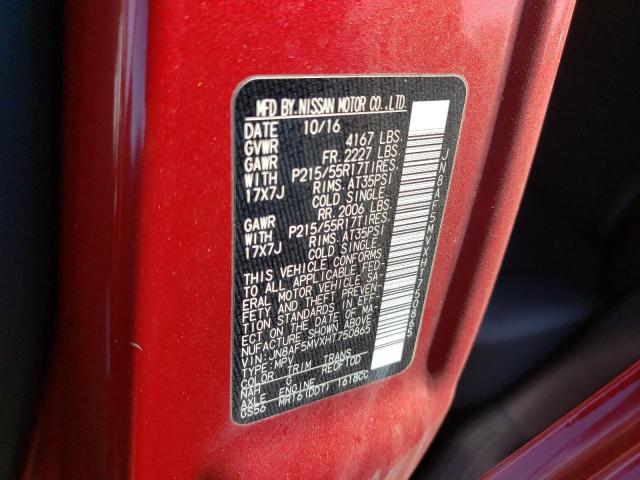 MFD BY.NISSAN MOTOR CO.,LTD.
DATE 10/16
GVWR 4167 LBS.
GAWR FR. 2227 LBS
WITH P215/55R17TIRES.
17X7J RIMS. AT35PSI
COLD SINGLE.
GAWR RR. 2006 LBS
WITH P215/55R17TIRES.
17X7J RIMS. AT35PSI
COLD SINGLE.
THIS VEHICLE CONFORMS
TO ALL APPLICABLE FED-
ERAL MOTOR VEHICLE SA-
FETY AND THEFT PREVEN-
TION STANDARDS IN EFF-
ECT ON THE DATE OF MA-
NUFACTURE SHOWN ABOVE.
VIN:JN8AF5MVXHT750865
TYPE:MPV
COLOR TRIM TRANS
NAH G RE0F10D
AXLE ENGINE
GS56 MR16(DDT) 1618CC
JN8AF5MVXHT750865